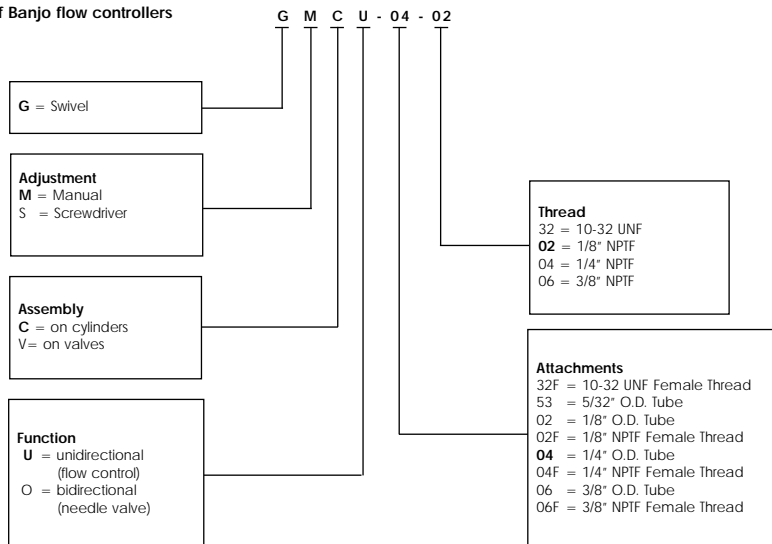 f Banjo flow controllers
G M C U - 04 - 02
G = Swivel
Adjustment
M = Manual
S = Screwdriver
Assembly
C = on cylinders
V= on valves
Function
U = unidirectional
(flow control)
O = bidirectional
(needle valve)
Thread
32 = 10-32 UNF
02 = 1/8" NPTF
04 = 1/4" NPTF
06 = 3/8" NPTF
Attachments
32F = 10-32 UNF Female Thread
53 = 5/32" O.D. Tube
02 = 1/8" O.D. Tube
02F = 1/8" NPTF Female Thread
04 = 1/4" O.D. Tube
04F = 1/4" NPTF Female Thread
06 = 3/8" O.D. Tube
06F = 3/8" NPTF Female Thread